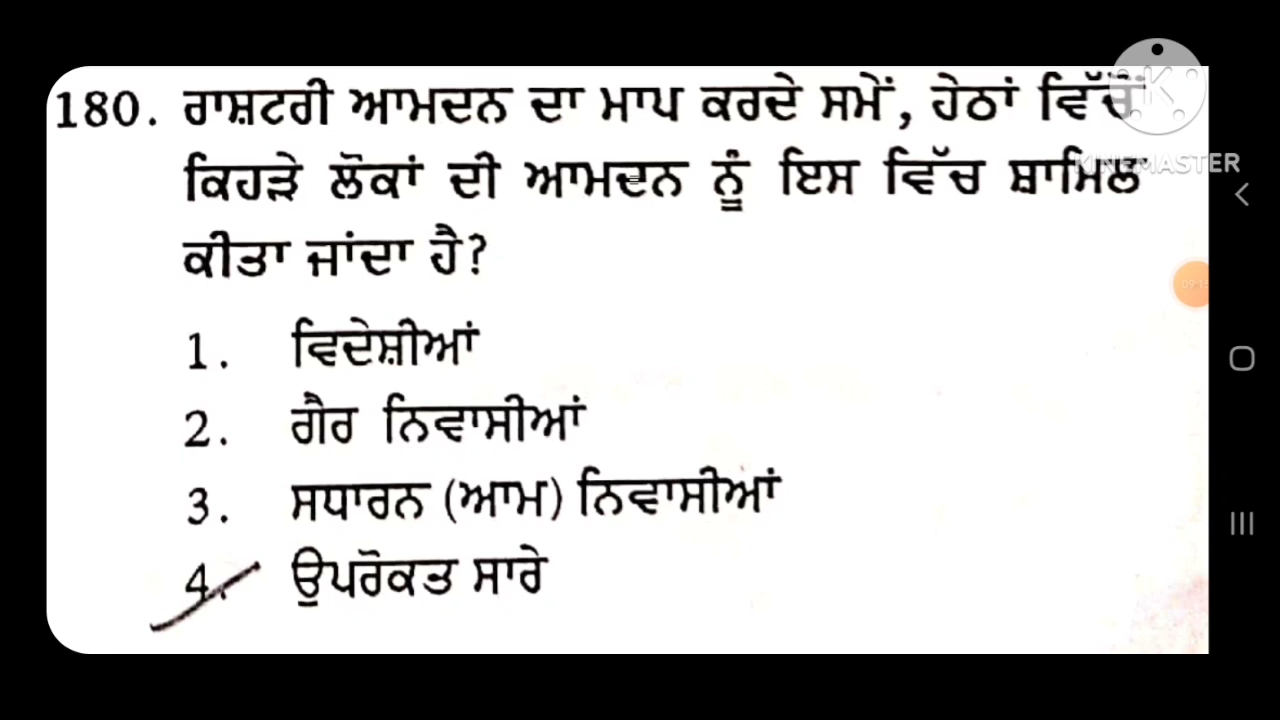 KINEMASTER
180. ਰਾਸ਼ਟਰੀ ਆਮਦਨ ਦਾ ਮਾਪ ਕਰਦੇ ਸਮੇਂ, ਹੇਠਾਂ ਵਿੱਚੋਂ
ਕਿਹੜੇ ਲੋਕਾਂ ਦੀ ਆਮਦਨ ਨੂੰ ਇਸ ਵਿੱਚ ਸ਼ਾਮਿਲ
ਕੀਤਾ ਜਾਂਦਾ ਹੈ?
1. ਵਿਦੇਸ਼ੀਆਂ
2. ਗੈਰ ਨਿਵਾਸੀਆਂ
3. ਸਧਾਰਨ (ਆਮ) ਨਿਵਾਸੀਆਂ
4. ਉਪਰੋਕਤ ਸਾਰੇ